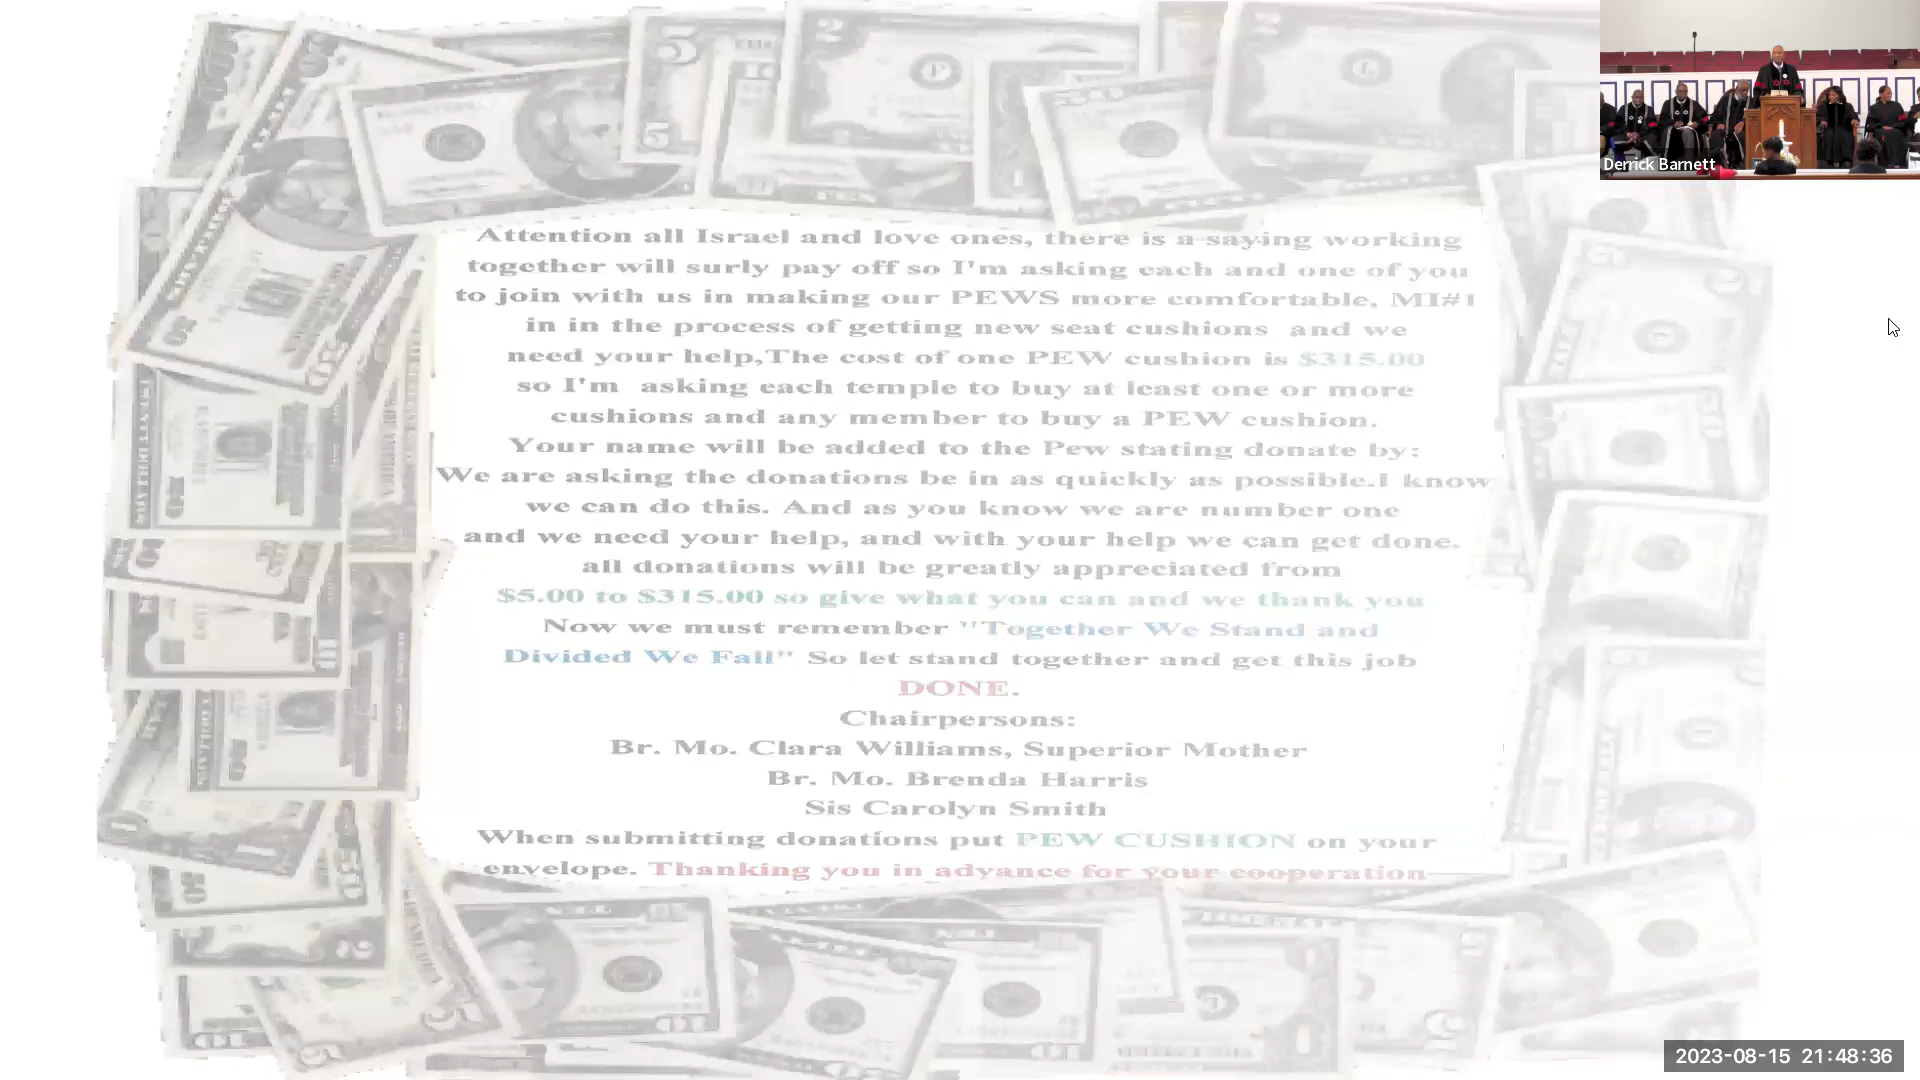 Attention all Israel and love ones, there is a saying working
together will surly pay off so I'm asking each and one of you
to join with us in making our PEWS more comfortable, MI#1
in in the process of getting new seat cushions and we
need your help,The cost of one PEW cushion is $315.00
so I'm asking each temple to buy at least one or more
cushions and any member to buy a PEW cushion.
Your name will be added to the Pew stating donate by:
We are asking the donations be in as quickly as possible.I know
we can do this. And as you know we are number one
and we need your help, and with your help we can get done.
all donations will be greatly appreciated from
$5.00 to $315.00 so give what you can and we thank you
Now we must remember "Together We Stand and
Divided We Fall" So let stand together and get this job
DONE.
Chairpersons:
Br. Mo. Clara Williams, Superior Mother
Br. Mo. Brenda Harris
Sis Carolyn Smith
When submitting donations put PEW CUSHION on your
envelope. Thanking you in advance for your cooperation
Derrick Barnett
2023-08-15 21:48:36